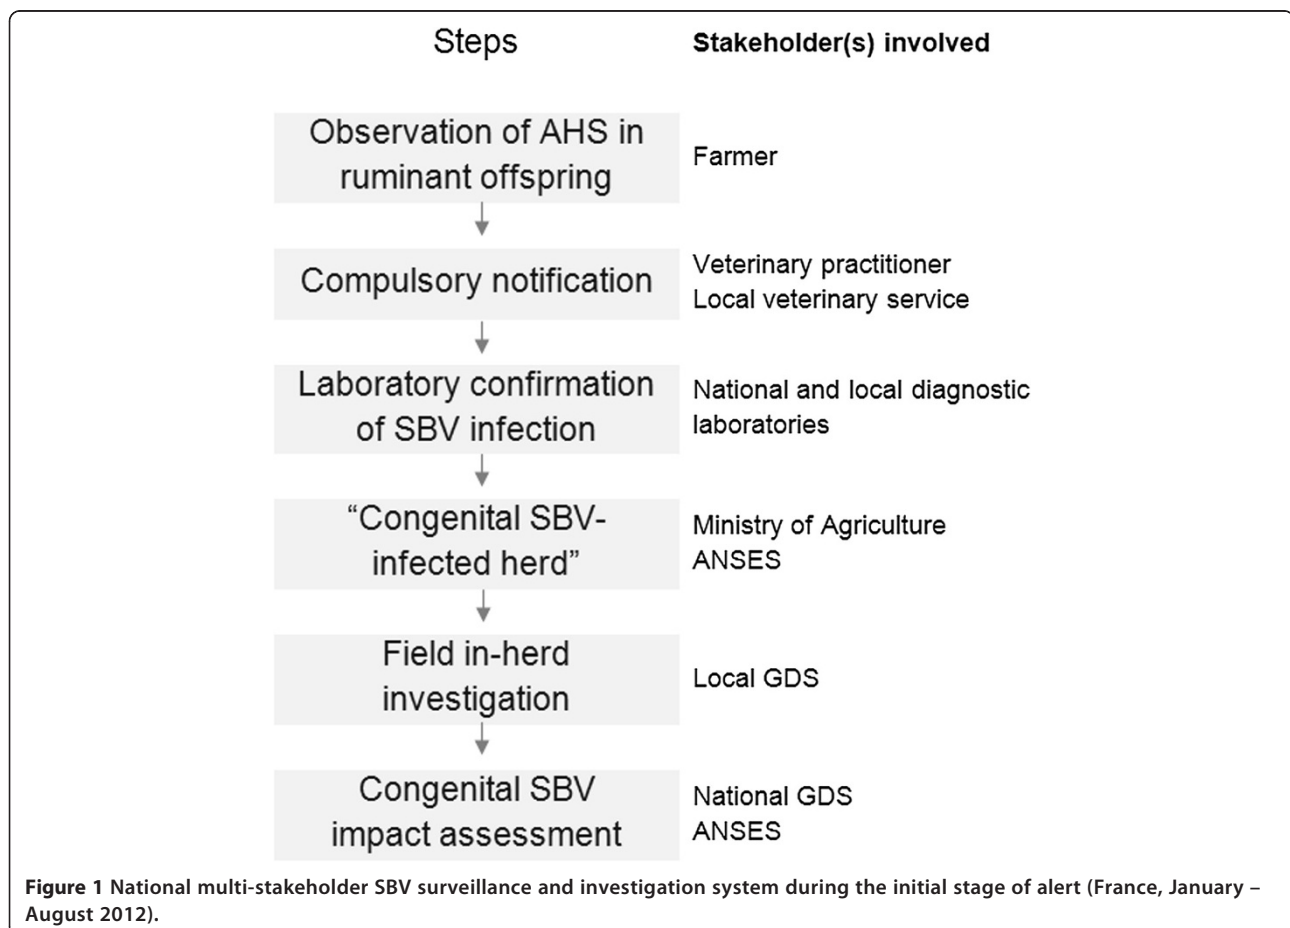 Steps
Stakeholder(s) involved
Observation of AHS in
ruminant offspring
Farmer
Compulsory notification
Veterinary practitioner
Local veterinary service
Laboratory confirmation
of SBV infection
National and local diagnostic
laboratories
“Congenital SBV-
infected herd”
Ministry of Agriculture
ANSES
Field in-herd
investigation
Local GDS
Congenital SBV
impact assessment
National GDS
ANSES
Figure 1 National multi-stakeholder SBV surveillance and investigation system during the initial stage of alert (France, January –
August 2012).